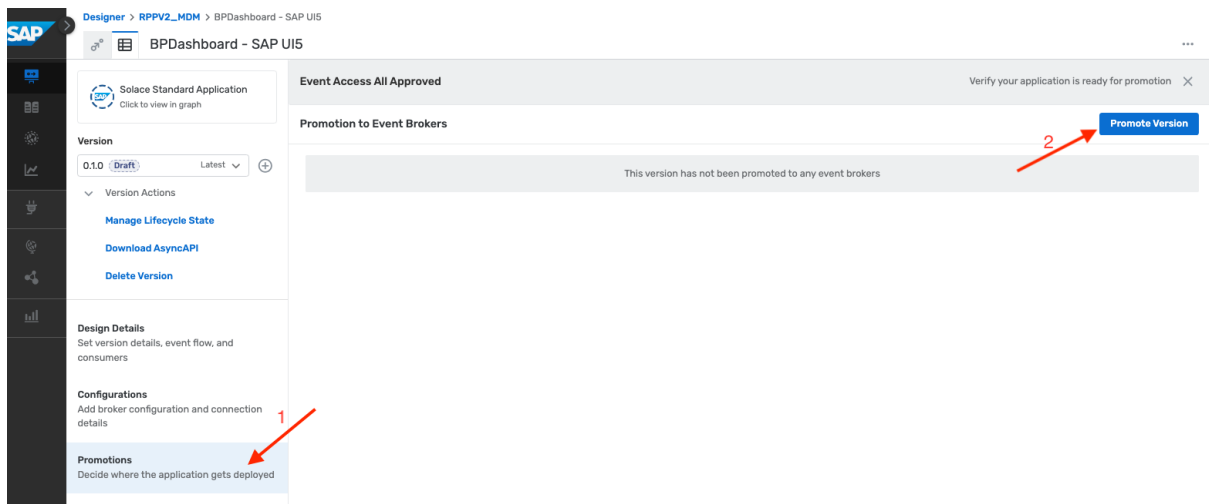 SAP
Designer > RPPV2_MDM > BPDashboard - SAP UI5
BPDashboard - SAP UI5
SAP
Solace Standard Application
Click to view in graph
Version
0.1.0 Draft Latest
Version Actions
Manage Lifecycle State
Download AsyncAPI
Delete Version
Design Details
Set version details, event flow, and
consumers
Configurations
Add broker configuration and connection
details
1
Promotions
Decide where the application gets deployed
Event Access All Approved
Verify your application is ready for promotion
Promotion to Event Brokers
2
Promote Version
This version has not been promoted to any event brokers